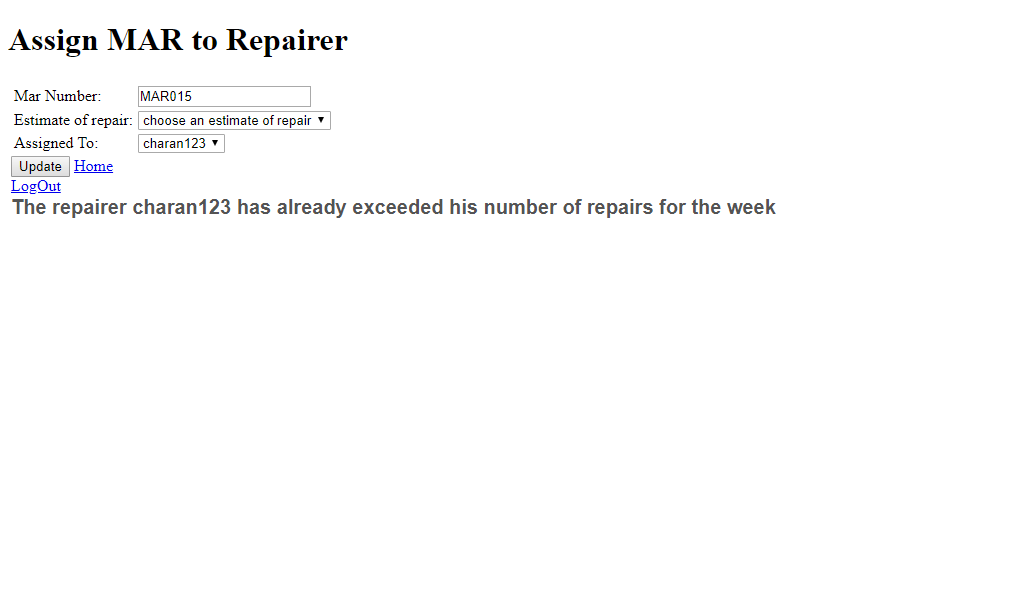 Assign MAR to Repairer
Mar Number: MAR015
Estimate of repair: choose an estimate of repair
Assigned To: charan123
Update Home
LogOut
The repairer charan123 has already exceeded his number of repairs for the week